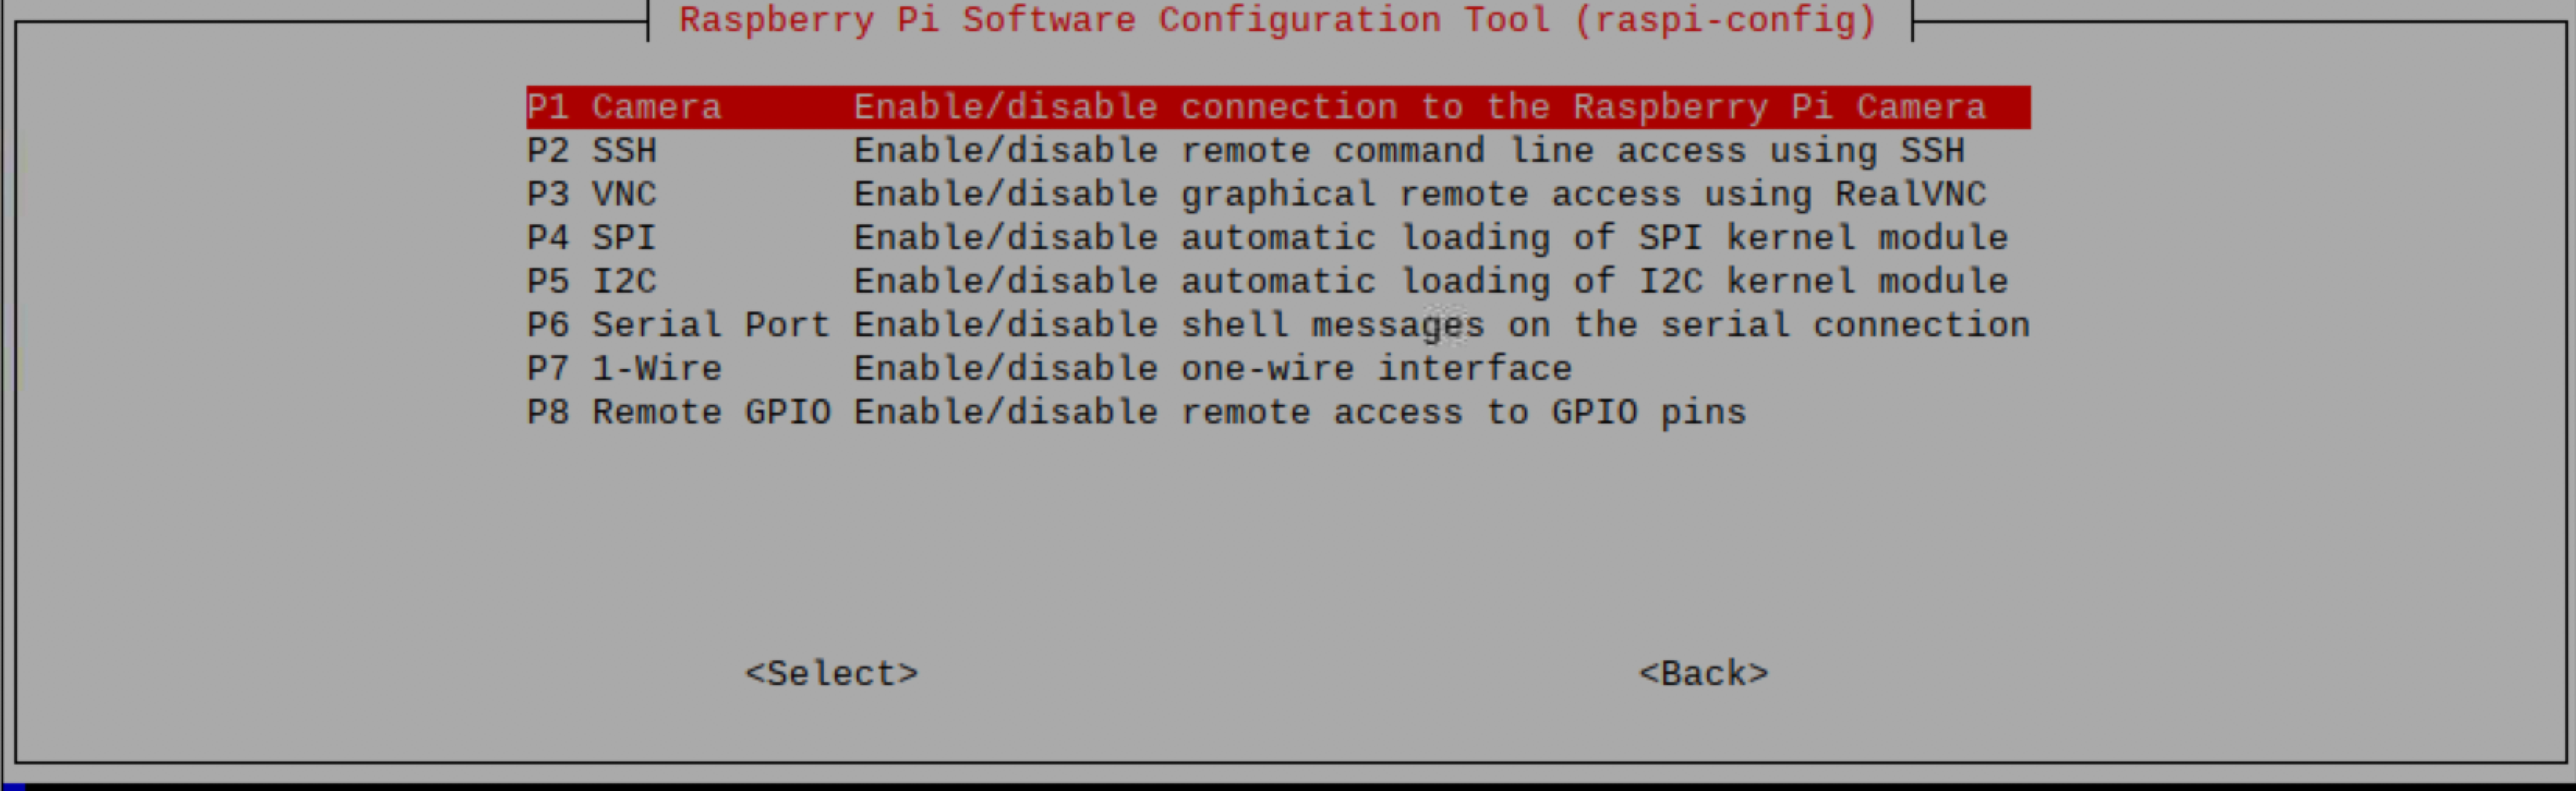 Raspberry Pi Software Configuration Tool (raspi-config)
P1 Camera Enable/disable connection to the Raspberry Pi Camera
P2 SSH Enable/disable remote command line access using SSH
P3 VNC Enable/disable graphical remote access using RealVNC
P4 SPI Enable/disable automatic loading of SPI kernel module
P5 I2C Enable/disable automatic loading of I2C kernel module
P6 Serial Port Enable/disable shell messages on the serial connection
P7 1-Wire Enable/disable one-wire interface
P8 Remote GPIO Enable/disable remote access to GPIO pins
<Select> <Back>